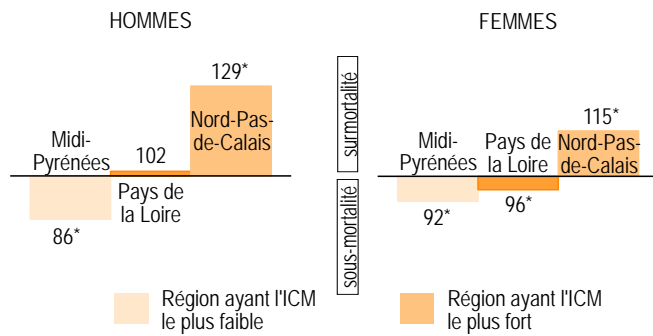 HOMMES
129*
Nord-Pas-
de-Calais
Midi-
Pyrénées
102
Pays de
la Loire
86*
surmortalité
sous-mortalité
FEMMES
115*
Nord-Pas-
de-Calais
Midi-
Pyrénées
Pays de
la Loire
92*
96*
Région ayant l'ICM
le plus faible
Région ayant l'ICM
le plus fort